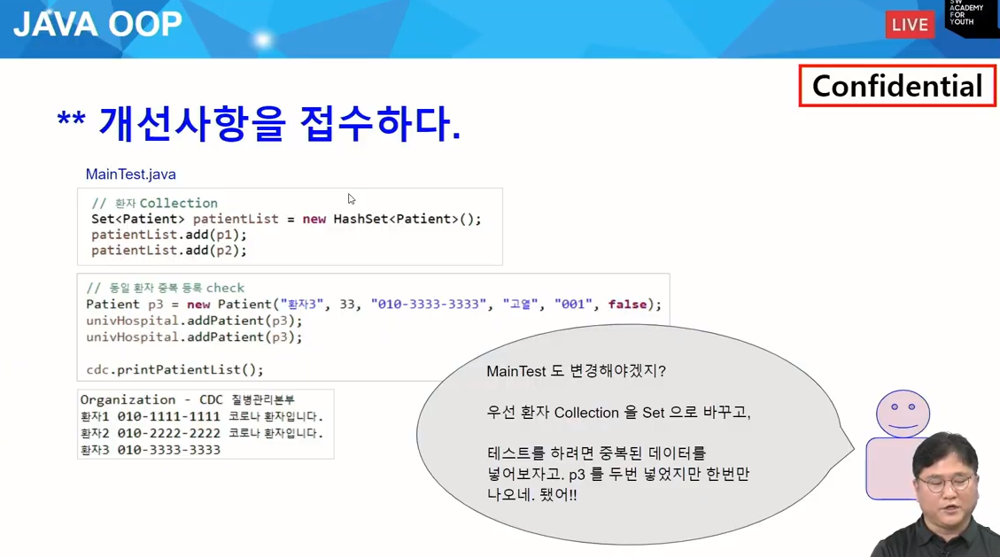 JAVA OOP
LIVE
SW
ACADEMY
FOR
YOUTH
Confidential
** 개선사항을 접수하다.
MainTest.java
// 환자 Collection
Set<Patient> patientList = new HashSet<Patient>();
patientList.add(p1);
patientList.add(p2);
// 동일 환자 중복 등록 check
Patient p3 = new Patient("환자3", 33, "010-3333-3333", "고열", "001", false);
univHospital.addPatient(p3);
univHospital.addPatient(p3);
cdc.printPatientList();
Organization - CDC 질병관리본부
환자1 010-1111-1111 코로나 환자입니다.
환자2 010-2222-2222 코로나 환자입니다.
환자3 010-3333-3333
MainTest 도 변경해야겠지?
우선 환자 Collection 을 Set 으로 바꾸고,
테스트를 하려면 중복된 데이터를
넣어보자고. p3 를 두번 넣었지만 한번만
나오네. 됐어!!